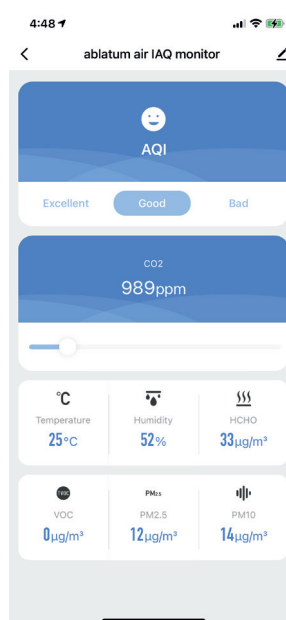 4:48
ablatum air IAQ monitor
AQI
Excellent Good Bad
CO2
989ppm
°C
Temperature Humidity HCHO
25°C 52% 33µg/m³
TVOC PM2.5
VOC PM2.5 PM10
0µg/m³ 12µg/m³ 14µg/m³